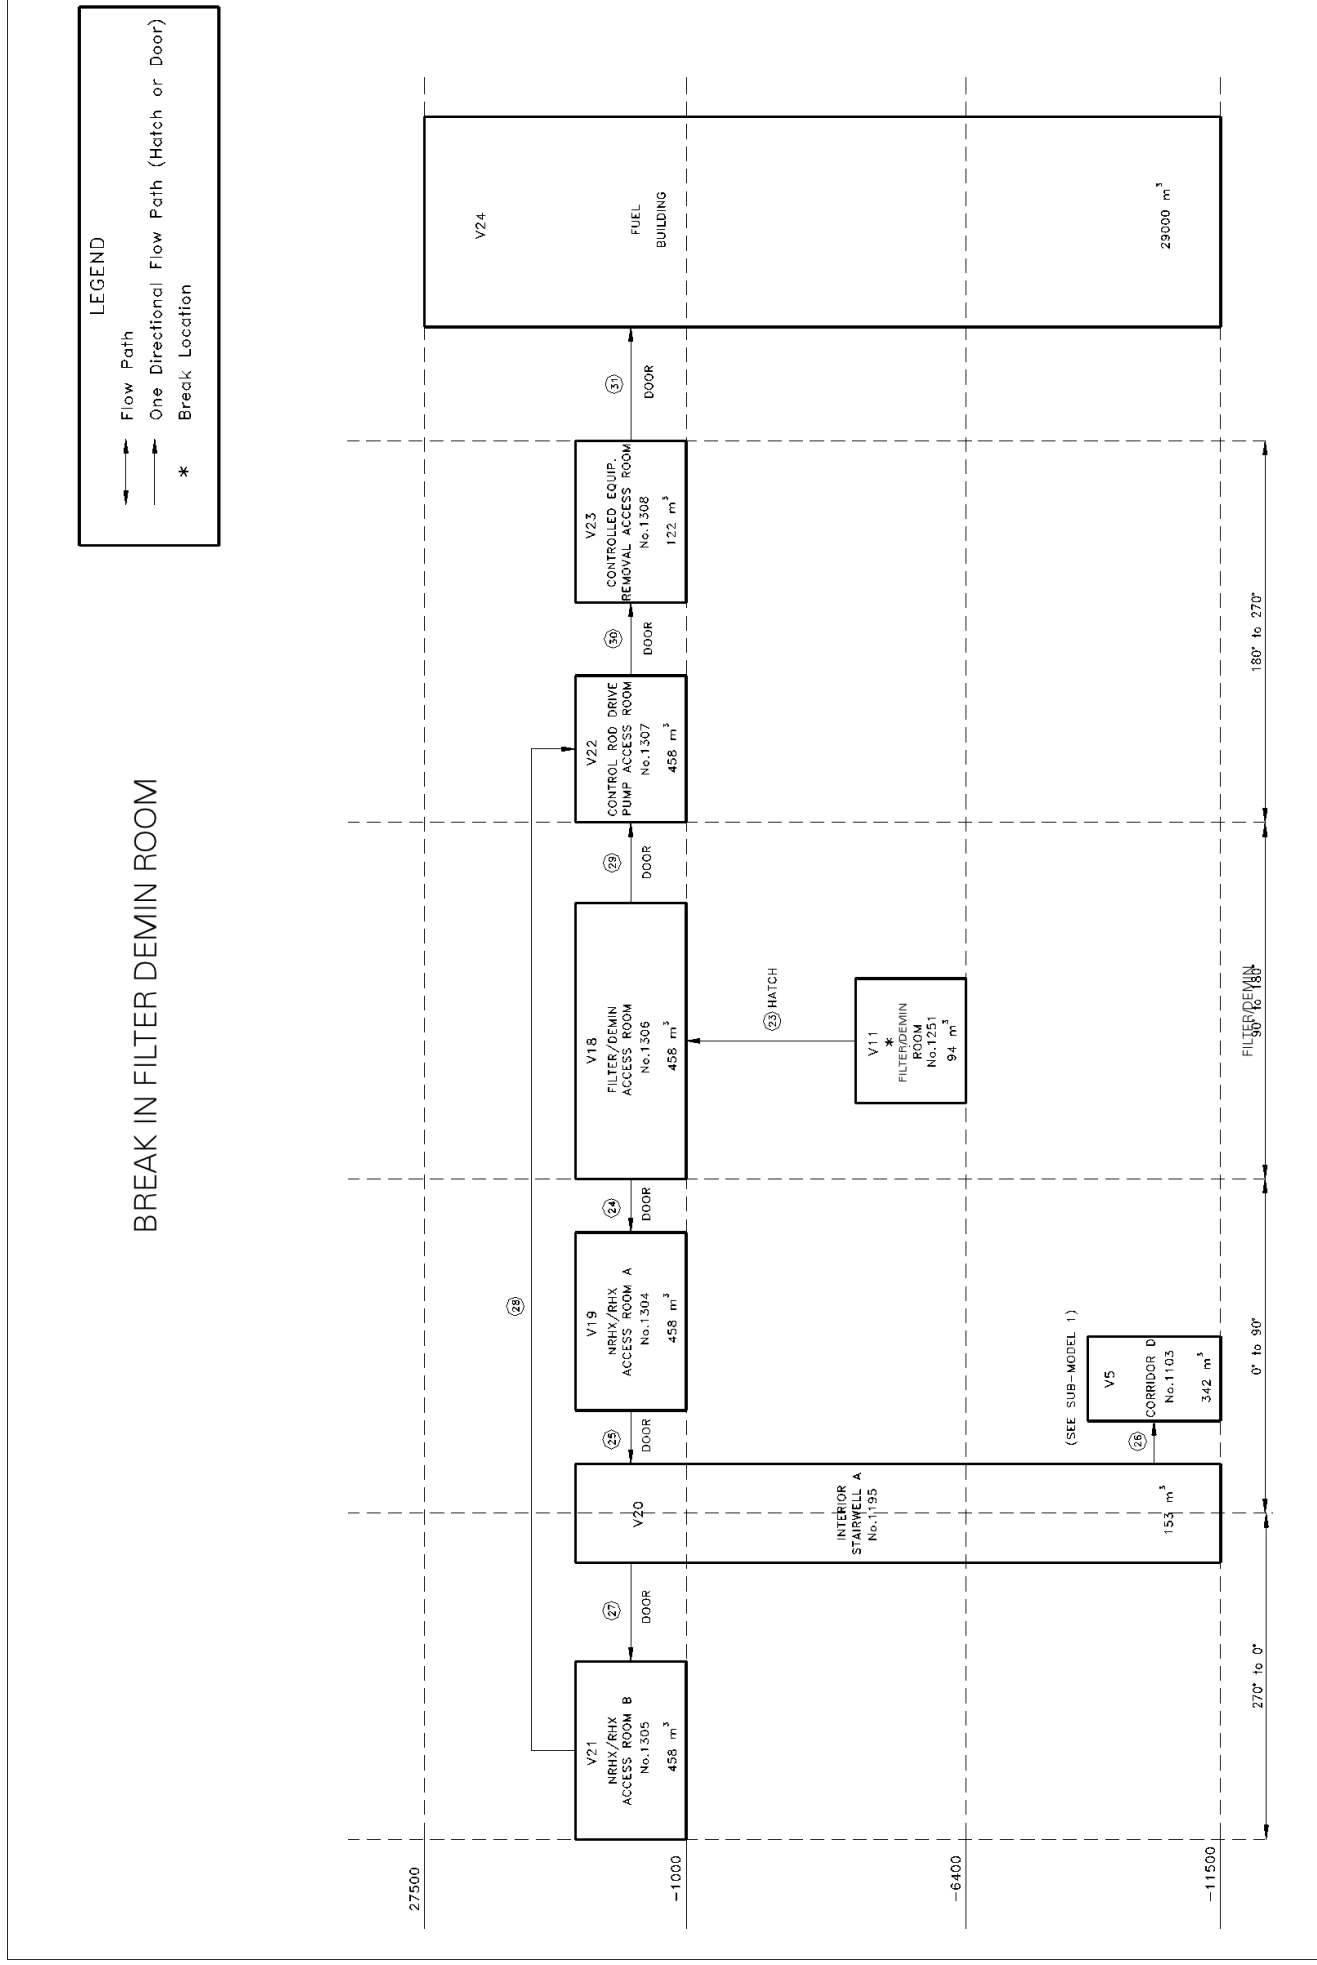 BREAK IN FILTER DEMIN ROOM
LEGEND
Flow Path
One Directional Flow Path (Hatch or Door)
* Break Location
27500
-1000
-6400
-11500
V21
NRHX/RHX
ACCESS ROOM B
No.1305
458 m³
27
DOOR
28
V20
INTERIOR
STAIRWELL A
No.1195
153 m³
25
DOOR
26
(SEE SUB-MODEL 1)
V5
CORRIDOR D
No.1103
342 m³
V19
NRHX/RHX
ACCESS ROOM A
No.1304
458 m³
24
DOOR
V18
FILTER/DEMIN
ACCESS ROOM
No.1306
458 m³
23 HATCH
V11
*
FILTER/DEMIN
ROOM
No.1251
94 m³
29
DOOR
V22
CONTROL ROD DRIVE
PUMP ACCESS ROOM
No.1307
458 m³
30
DOOR
V23
CONTROLLED EQUIP.
REMOVAL ACCESS ROOM
No.1308
122 m³
31
DOOR
V24
FUEL
BUILDING
29000 m³
270° to 0°
0° to 90°
FILTER/DEMIN
90° to 180°
180° to 270°